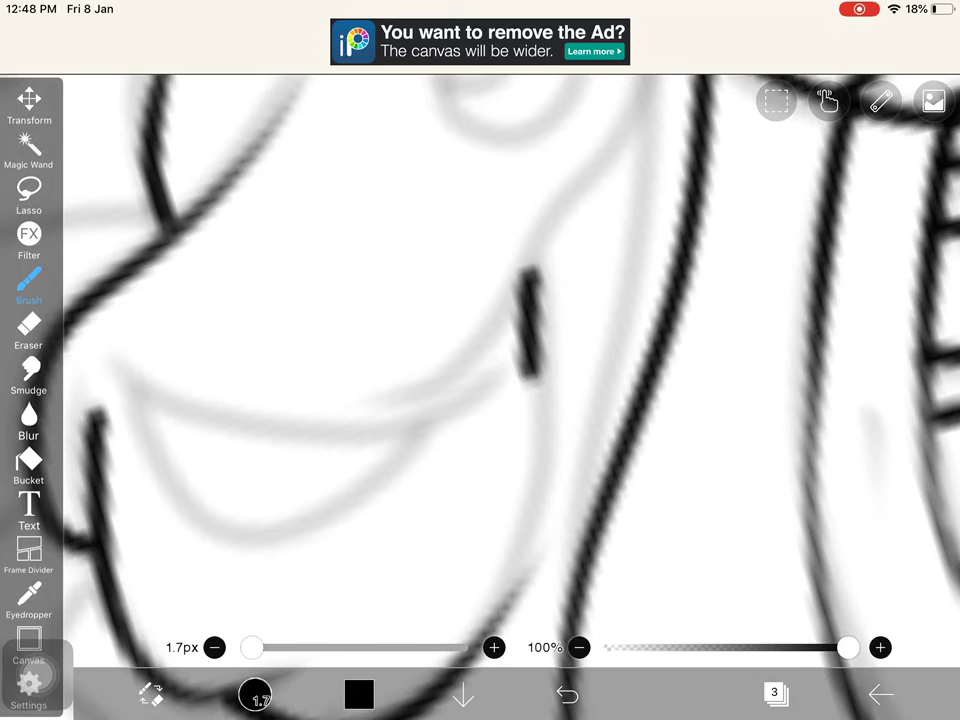 12:48 PM Fri 8 Jan
18%
You want to remove the Ad?
The canvas will be wider.
Learn more
iP
Transform
Magic Wand
Lasso
FX
Filter
Brush
Eraser
Smudge
Blur
Bucket
T
Text
Frame Divider
Eyedropper
Canvas
Settings
1.7px
100%
1.7
3